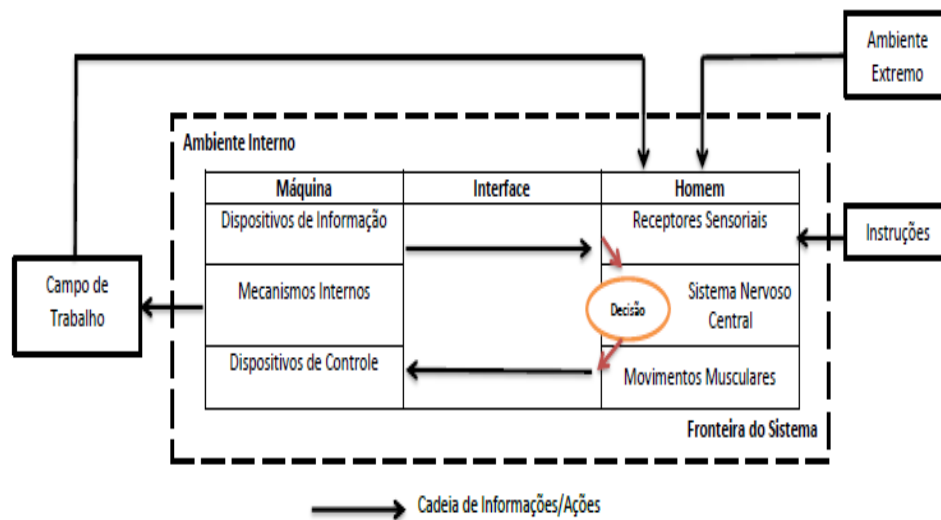 Ambiente
Extremo
Ambiente Interno
Máquina
Interface
Homem
Dispositivos de Informação
Receptores Sensoriais
Instruções
Campo de
Trabalho
Mecanismos Internos
Decisão
Sistema Nervoso
Central
Dispositivos de Controle
Movimentos Musculares
Fronteira do Sistema
Cadeia de Informações/Ações